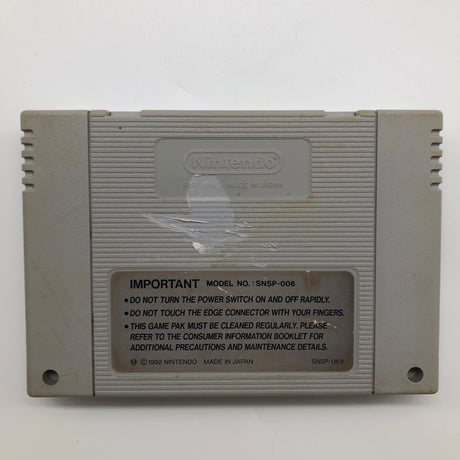 Nintendo
MADE IN JAPAN
IMPORTANT MODEL NO.: SNSP-006
• DO NOT TURN THE POWER SWITCH ON AND OFF RAPIDLY.
• DO NOT TOUCH THE EDGE CONNECTOR WITH YOUR FINGERS.
• THIS GAME PAK MUST BE CLEANED REGULARLY. PLEASE
REFER TO THE CONSUMER INFORMATION BOOKLET FOR
ADDITIONAL PRECAUTIONS AND MAINTENANCE DETAILS.
Ⓜ ©1992 NINTENDO MADE IN JAPAN SNSP-UKV